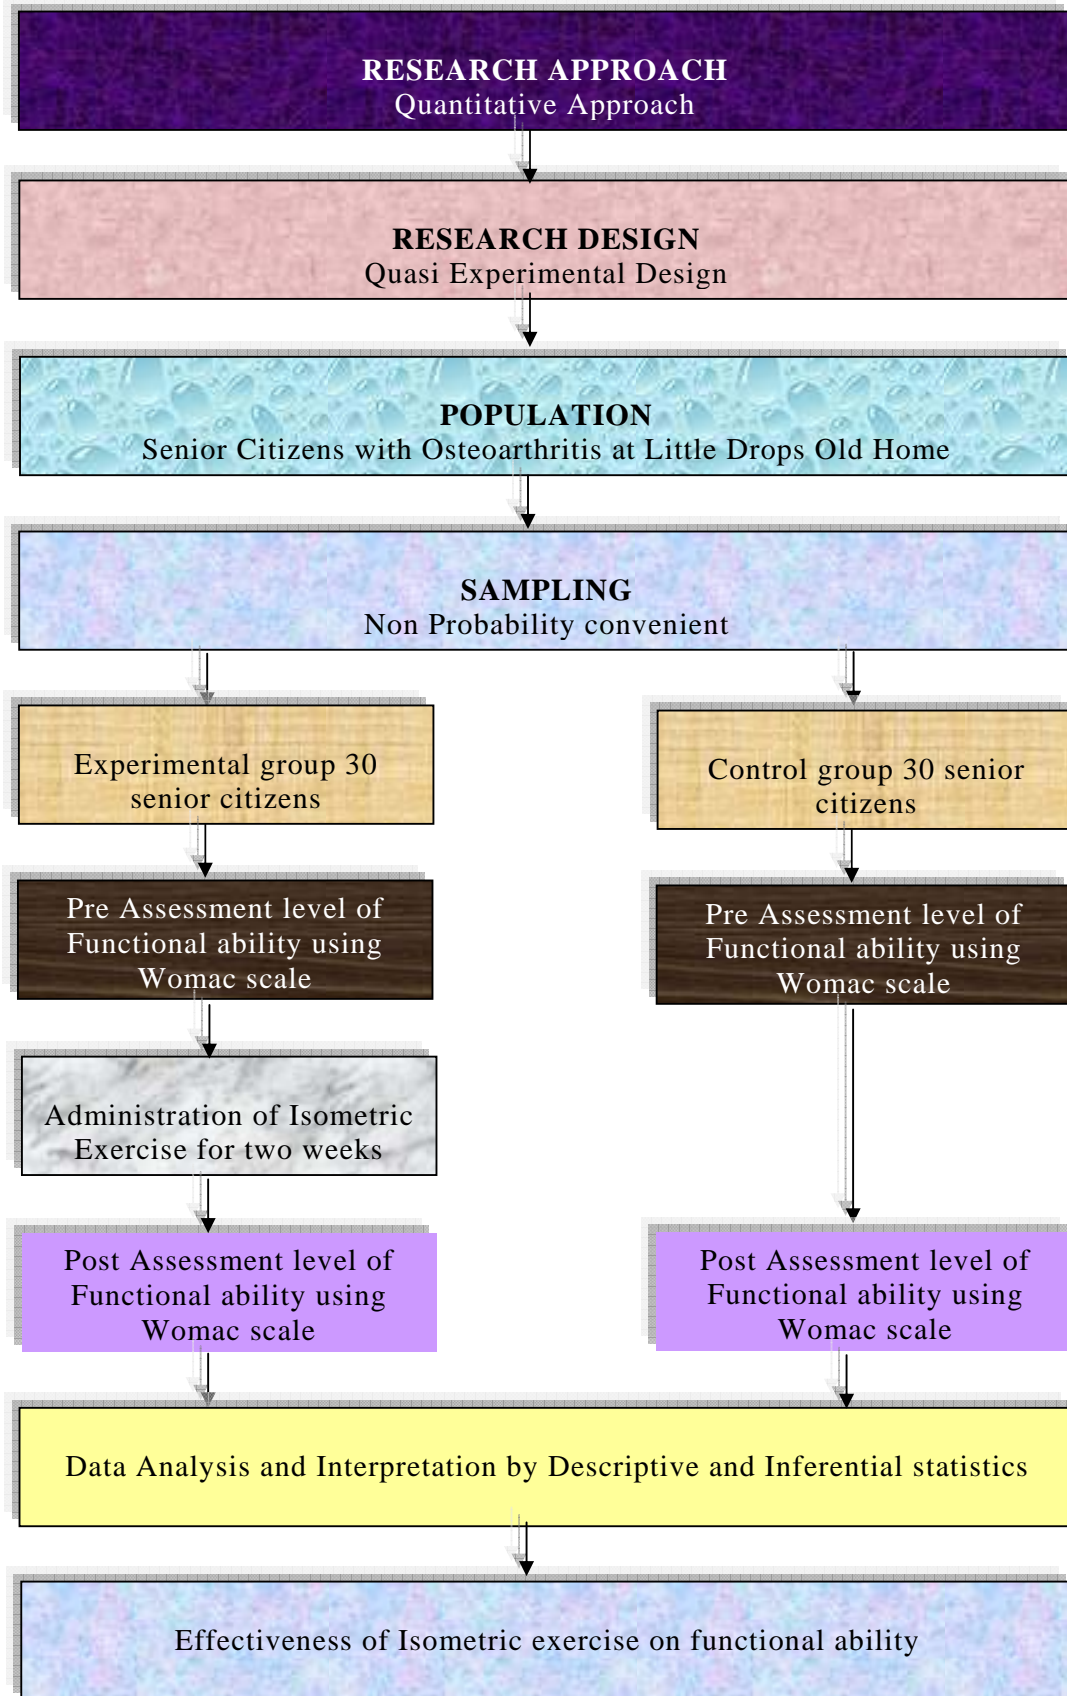 RESEARCH APPROACH
Quantitative Approach
RESEARCH DESIGN
Quasi Experimental Design
POPULATION
Senior Citizens with Osteoarthritis at Little Drops Old Home
SAMPLING
Non Probability convenient
Experimental group 30
senior citizens
Control group 30 senior
citizens
Pre Assessment level of
Functional ability using
Womac scale
Pre Assessment level of
Functional ability using
Womac scale
Administration of Isometric
Exercise for two weeks
Post Assessment level of
Functional ability using
Womac scale
Post Assessment level of
Functional ability using
Womac scale
Data Analysis and Interpretation by Descriptive and Inferential statistics
Effectiveness of Isometric exercise on functional ability